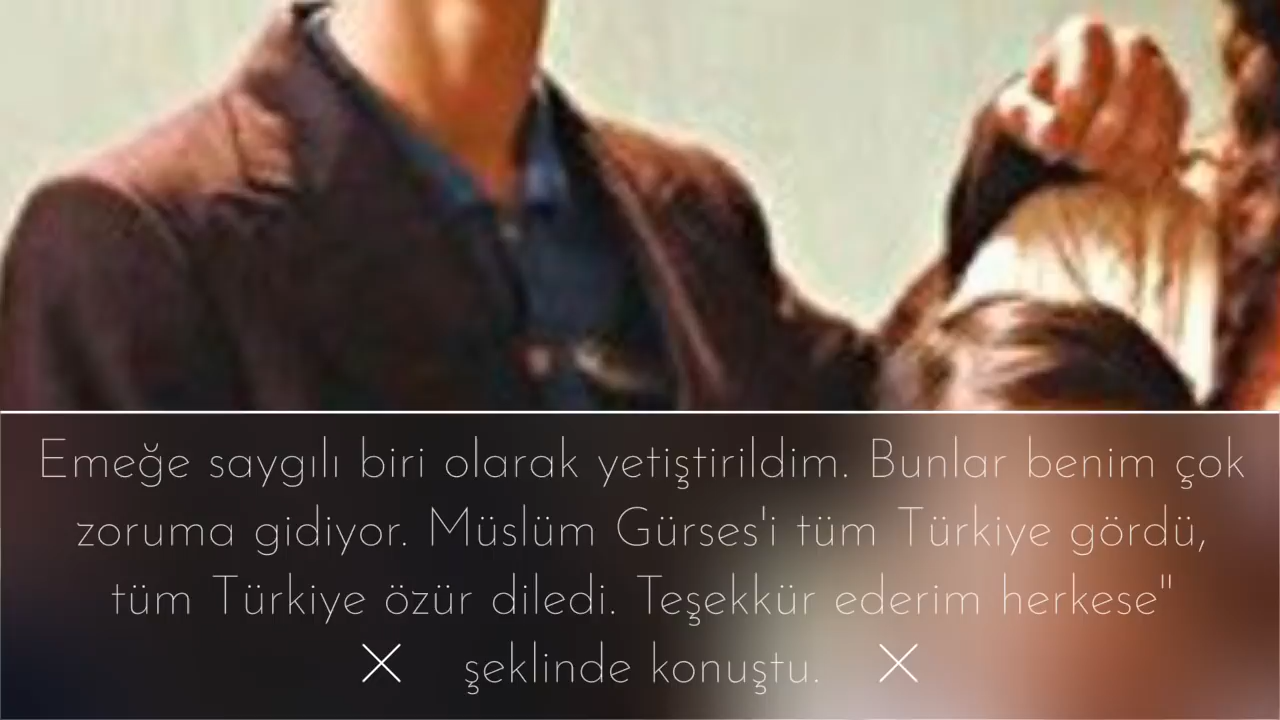 Emeğe saygılı biri olarak yetiştirildim. Bunlar benim çok
zoruma gidiyor. Müslüm Gürses'i tüm Türkiye gördü,
tüm Türkiye özür diledi. Teşekkür ederim herkese"
şeklinde konuştu.